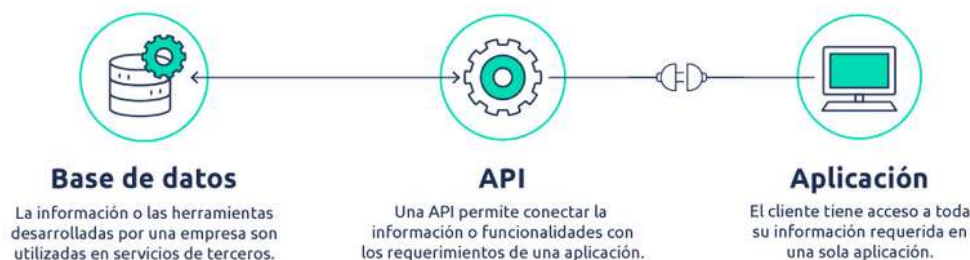 Base de datos
La información o las herramientas
desarrolladas por una empresa son
utilizadas en servicios de terceros.
API
Una API permite conectar la
información o funcionalidades con
los requerimientos de una aplicación.
Aplicación
El cliente tiene acceso a toda
su información requerida en
una sola aplicación.